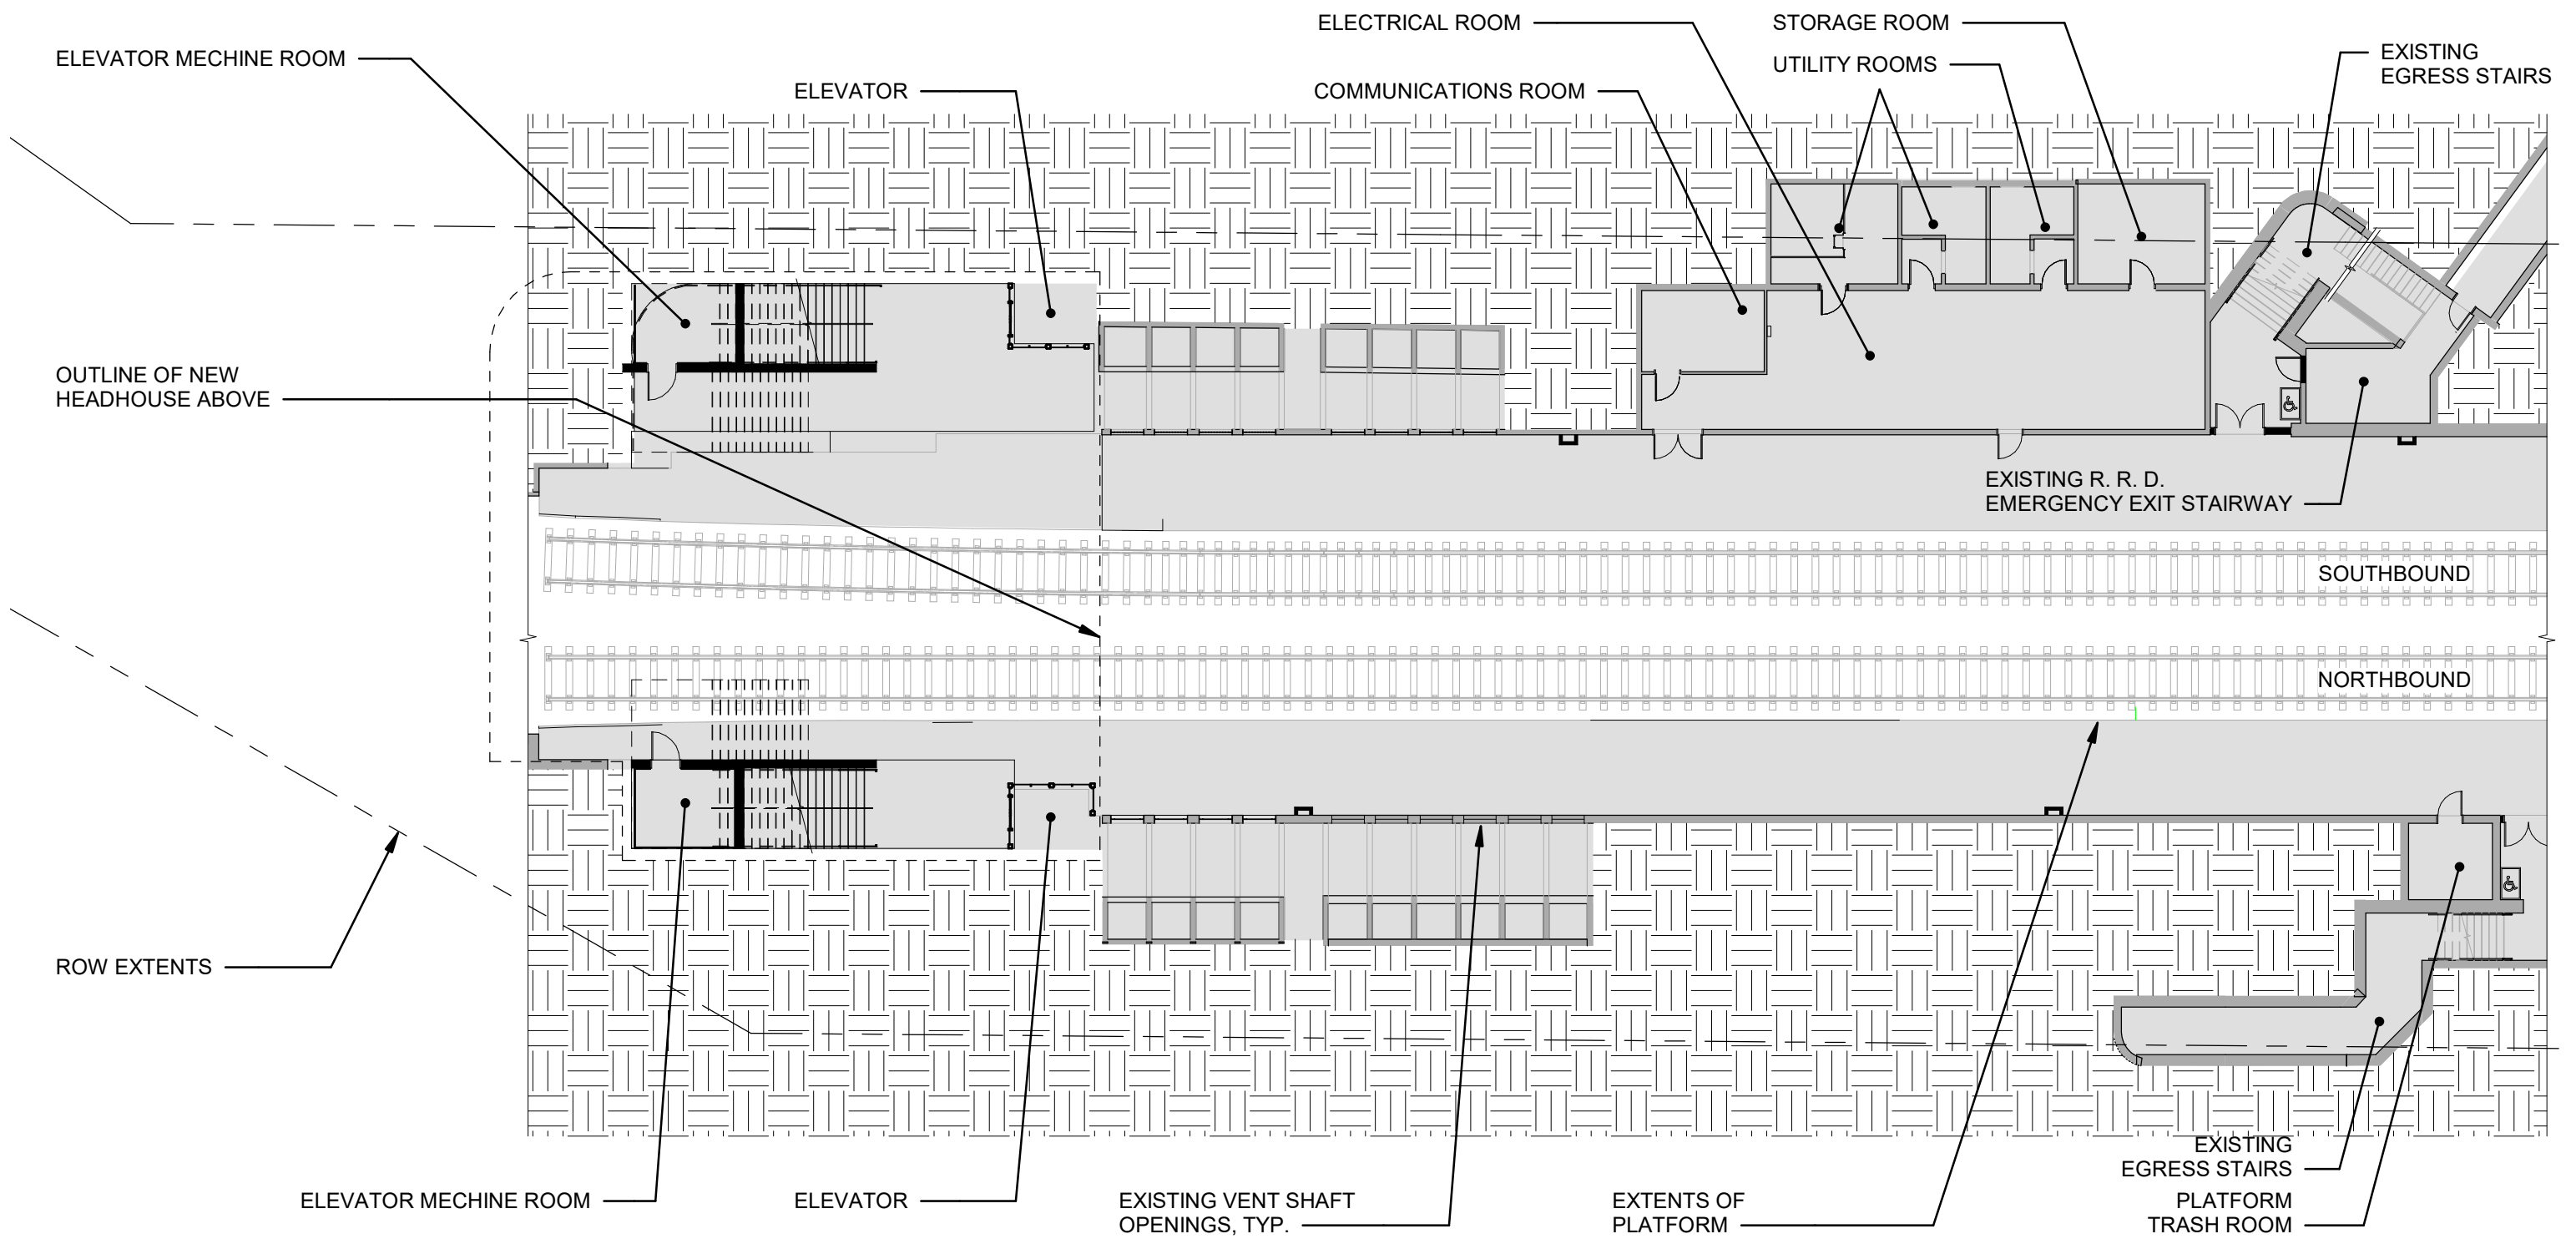 ELECTRICAL ROOM
STORAGE ROOM
ELEVATOR MECHINE ROOM
UTILITY ROOMS
EXISTING
EGRESS STAIRS
ELEVATOR
COMMUNICATIONS ROOM
OUTLINE OF NEW
HEADHOUSE ABOVE
EXISTING R. R. D.
EMERGENCY EXIT STAIRWAY
SOUTHBOUND
NORTHBOUND
ROW EXTENTS
ELEVATOR MECHINE ROOM
ELEVATOR
EXISTING VENT SHAFT
OPENINGS, TYP.
EXTENTS OF
PLATFORM
EXISTING
EGRESS STAIRS
PLATFORM
TRASH ROOM